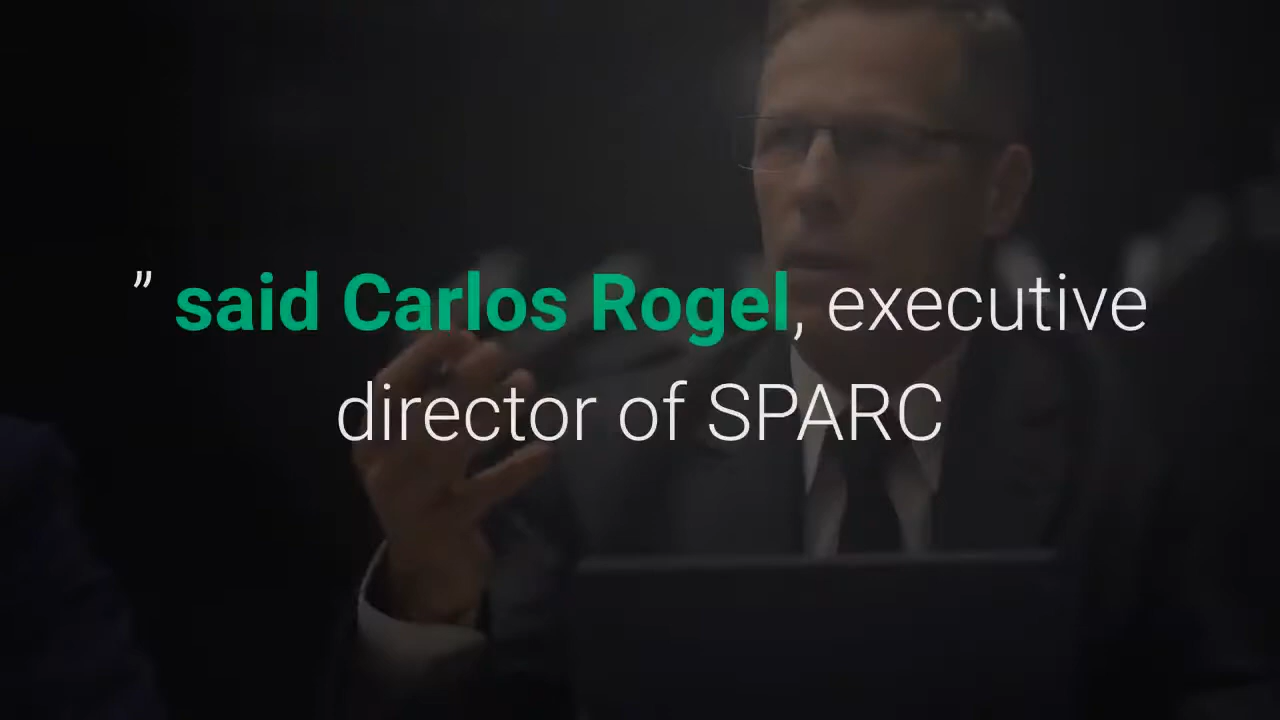 ” said Carlos Rogel, executive
director of SPARC